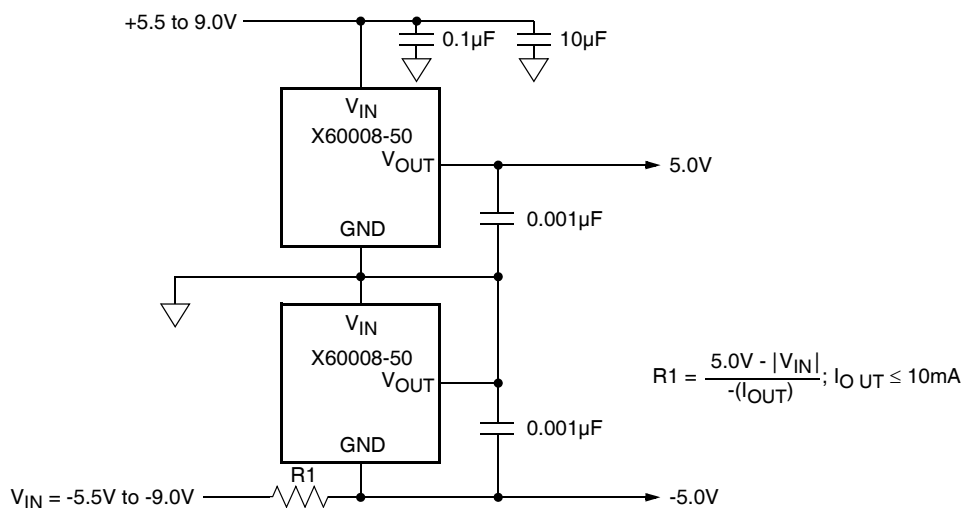 +5.5 to 9.0V
0.1µF
10µF
VIN
X60008-50
VOUT
5.0V
0.001µF
GND
VIN
X60008-50
VOUT
R1 = 5.0V - |VIN| / -(IOUT) ; IO UT ≤ 10mA
0.001µF
GND
R1
VIN = -5.5V to -9.0V
-5.0V